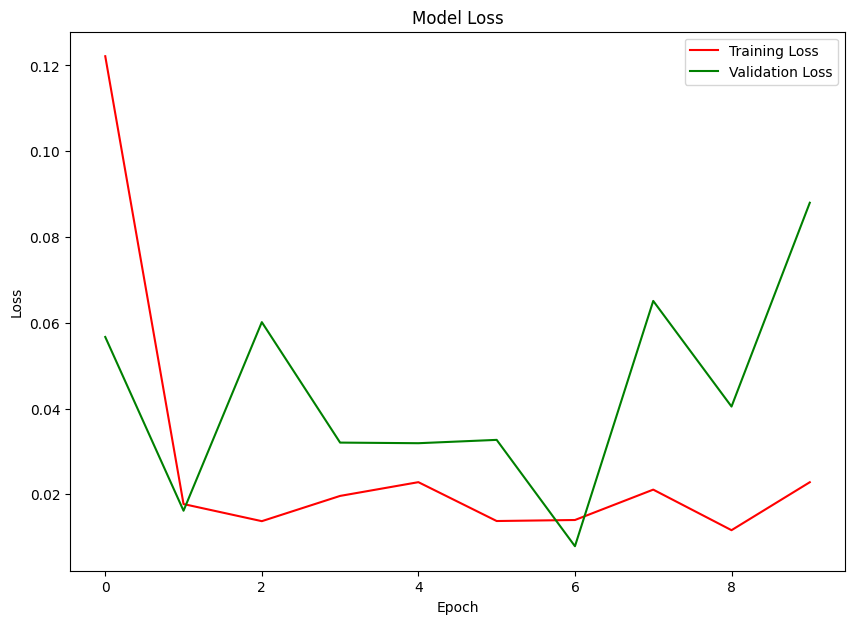 Model Loss
Training Loss
Validation Loss
0.12
0.10
0.08
0.06
0.04
0.02
Loss
0 2 4 6 8
Epoch